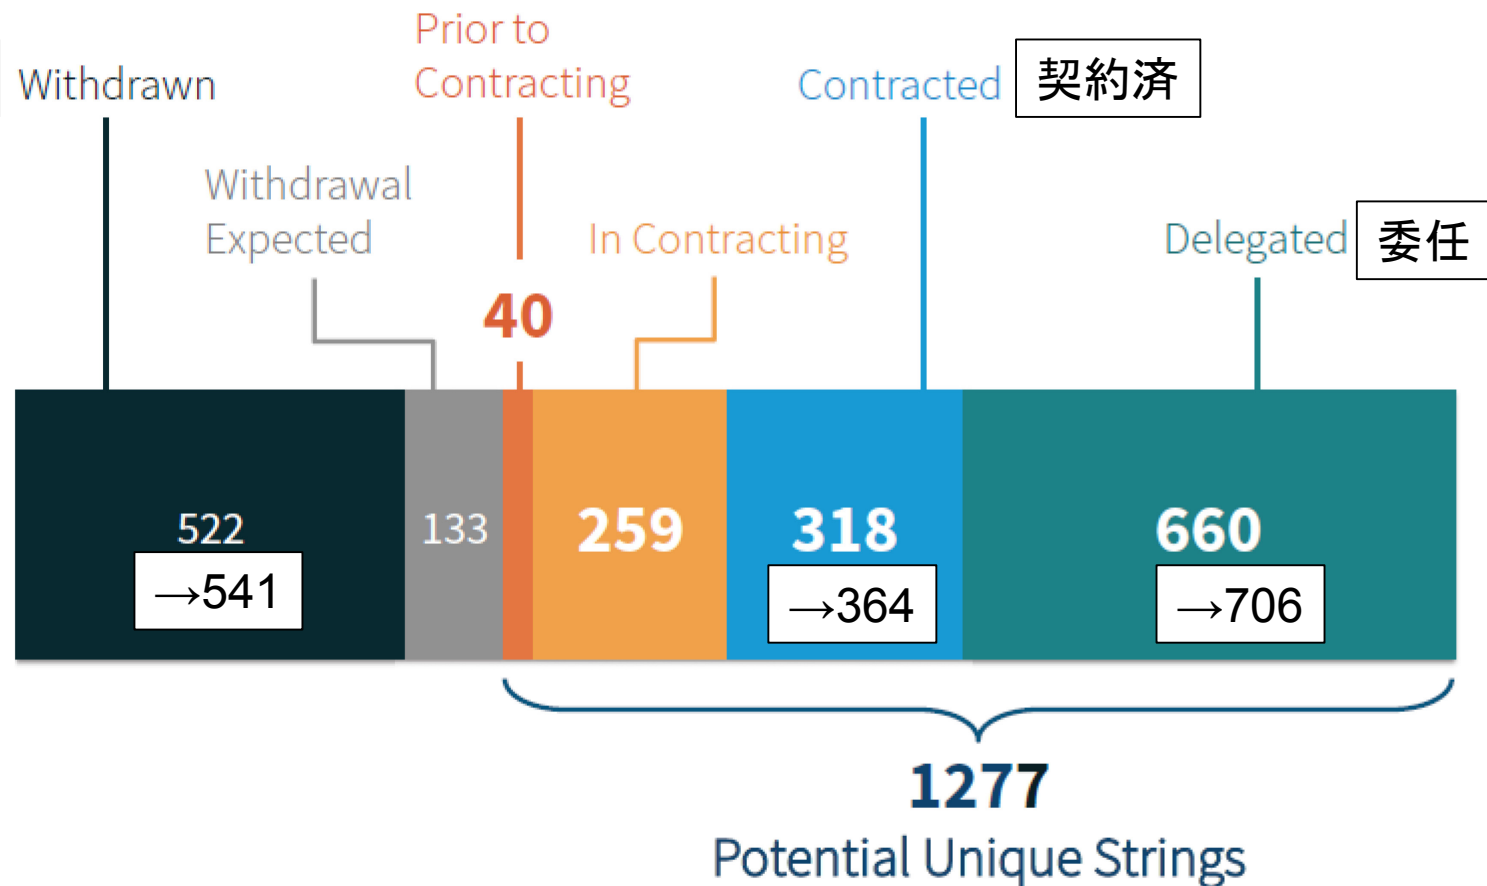 Prior to
Contracting
Withdrawn
Contracted
契約済
Withdrawal
Expected
In Contracting
Delegated
委任
40
522
133
259
318
660
→541
→364
→706
1277
Potential Unique Strings